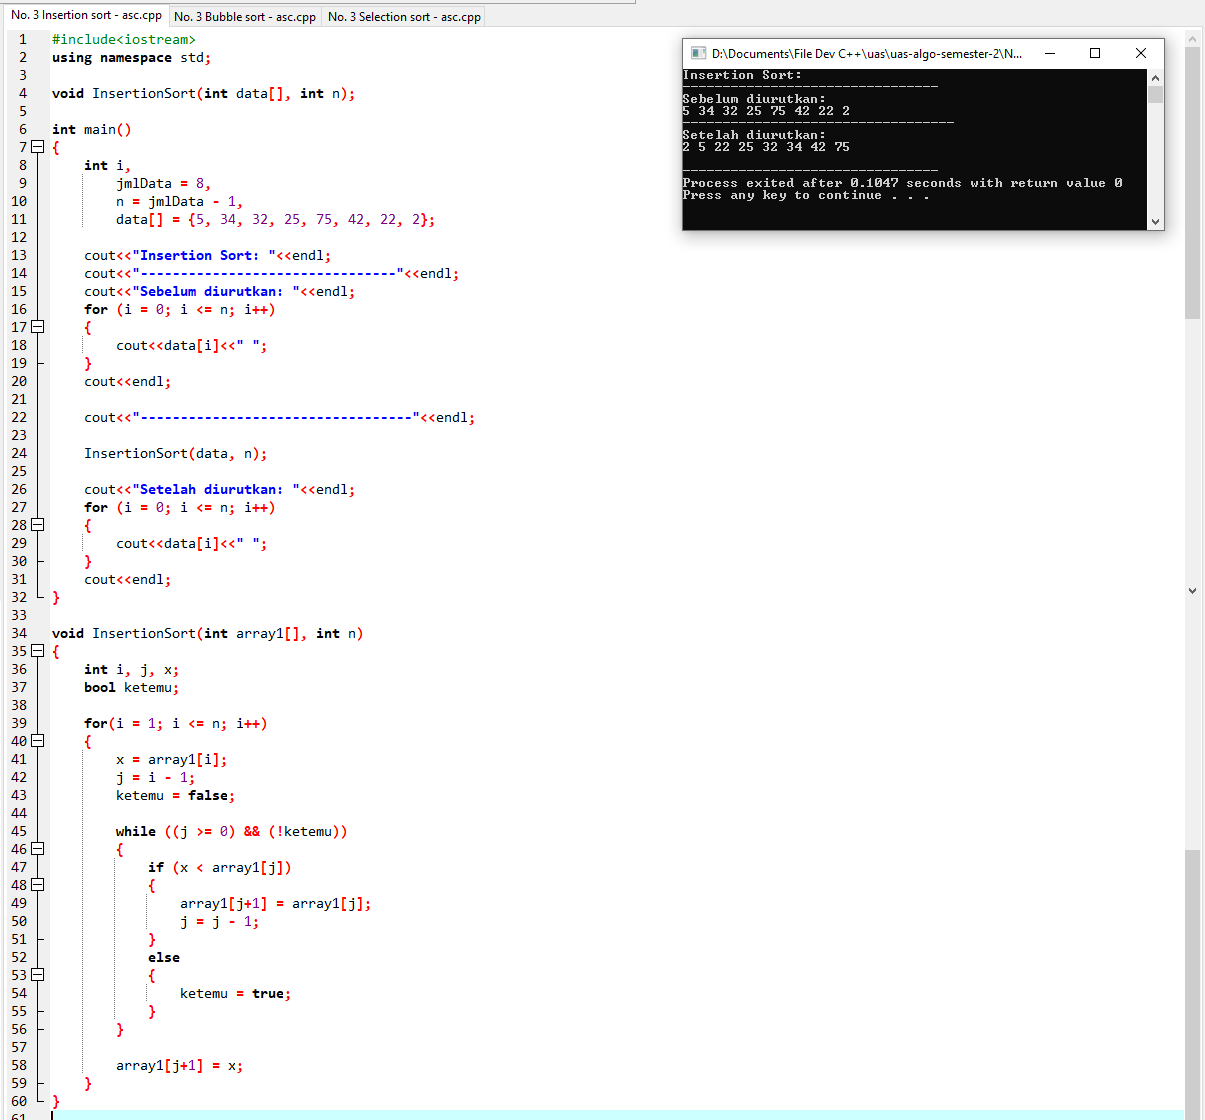 No. 3 Insertion sort - asc.cpp No. 3 Bubble sort - asc.cpp No. 3 Selection sort - asc.cpp
1 #include<iostream>
2 using namespace std;
3
4 void InsertionSort(int data[], int n);
5
6 int main()
7 {
8 int i,
9 jmlData = 8,
10 n = jmlData - 1,
11 data[] = {5, 34, 32, 25, 75, 42, 22, 2};
12
13 cout<<"Insertion Sort: "<<endl;
14 cout<<"--------------------------------"<<endl;
15 cout<<"Sebelum diurutkan: "<<endl;
16 for (i = 0; i <= n; i++)
17 {
18 cout<<data[i]<<" ";
19 }
20 cout<<endl;
21
22 cout<<"----------------------------------"<<endl;
23
24 InsertionSort(data, n);
25
26 cout<<"Setelah diurutkan: "<<endl;
27 for (i = 0; i <= n; i++)
28 {
29 cout<<data[i]<<" ";
30 }
31 cout<<endl;
32 }
33
34 void InsertionSort(int array1[], int n)
35 {
36 int i, j, x;
37 bool ketemu;
38
39 for(i = 1; i <= n; i++)
40 {
41 x = array1[i];
42 j = i - 1;
43 ketemu = false;
44
45 while ((j >= 0) && (!ketemu))
46 {
47 if (x < array1[j])
48 {
49 array1[j+1] = array1[j];
50 j = j - 1;
51 }
52 else
53 {
54 ketemu = true;
55 }
56 }
57
58 array1[j+1] = x;
59 }
60 }
61
D:\Documents\File Dev C++\uas\uas-algo-semester-2\N...
Insertion Sort:
--------------------------------
Sebelum diurutkan:
5 34 32 25 75 42 22 2
----------------------------------
Setelah diurutkan:
2 5 22 25 32 34 42 75
--------------------------------
Process exited after 0.1047 seconds with return value 0
Press any key to continue . . .